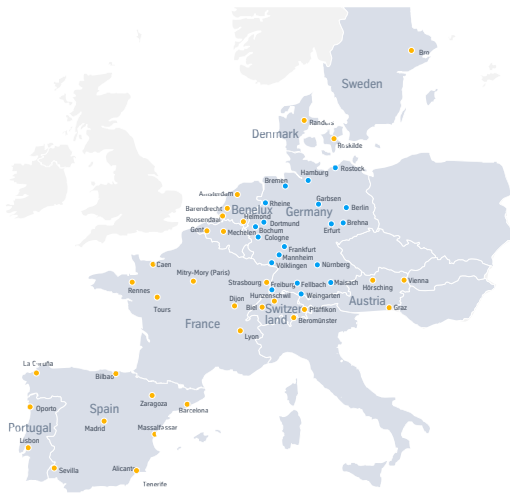 Bro
Sweden
Randers
Denmark
Roskilde
Rostock
Hamburg
Bremen
Amsterdam
Rheine
Garbsen
Barendrecht
Benelux
Germany
Berlin
Roosendaal
Helmond
Dortmund
Brehna
Gent
Mechelen
Bochum
Erfurt
Cologne
Frankfurt
Mannheim
Caen
Völklingen
Nürnberg
Mitry-Mory (Paris)
Strasbourg
Freiburg
Fellbach
Maisach
Hörsching
Vienna
Rennes
Hunzenschwil
Weingarten
Austria
Dijon
Tours
Biel
Switzer
land
Pfäffikon
Graz
Beromünster
France
Lyon
La Coruña
Bilbao
Oporto
Spain
Zaragoza
Barcelona
Portugal
Madrid
Massalfassar
Lisbon
Sevilla
Alicante
Tenerife